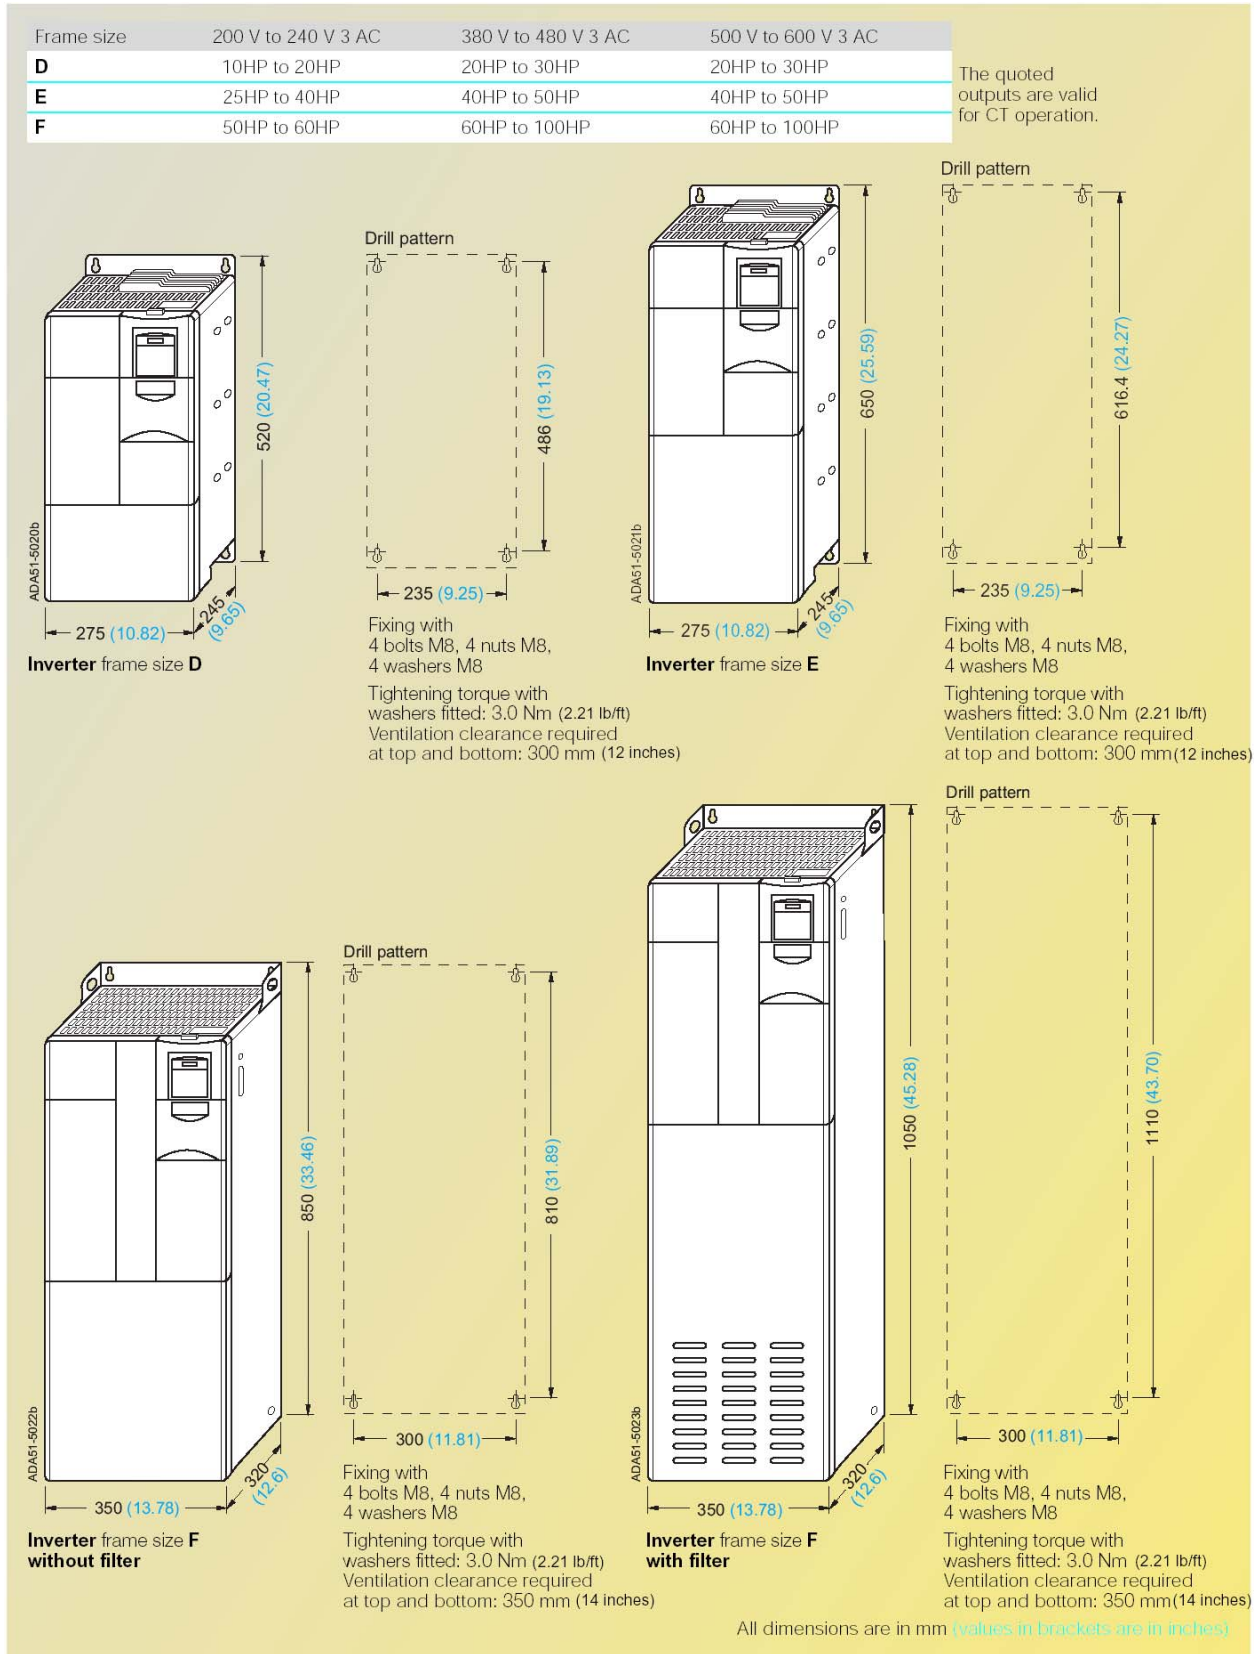 Frame size 200 V to 240 V 3 AC 380 V to 480 V 3 AC 500 V to 600 V 3 AC
D 10HP to 20HP 20HP to 30HP 20HP to 30HP
E 25HP to 40HP 40HP to 50HP 40HP to 50HP
F 50HP to 60HP 60HP to 100HP 60HP to 100HP
The quoted
outputs are valid
for CT operation.
520 (20.47)
ADA51-5020b
275 (10.82)
245
(9.65)
Inverter frame size D
Drill pattern
486 (19.13)
235 (9.25)
Fixing with
4 bolts M8, 4 nuts M8,
4 washers M8
Tightening torque with
washers fitted: 3.0 Nm (2.21 lb/ft)
Ventilation clearance required
at top and bottom: 300 mm (12 inches)
650 (25.59)
ADA51-5021b
275 (10.82)
245
(9.65)
Inverter frame size E
Drill pattern
616.4 (24.27)
235 (9.25)
Fixing with
4 bolts M8, 4 nuts M8,
4 washers M8
Tightening torque with
washers fitted: 3.0 Nm (2.21 lb/ft)
Ventilation clearance required
at top and bottom: 300 mm (12 inches)
850 (33.46)
ADA51-5022b
350 (13.78)
320
(12.6)
Inverter frame size F
without filter
Drill pattern
810 (31.89)
300 (11.81)
Fixing with
4 bolts M8, 4 nuts M8,
4 washers M8
Tightening torque with
washers fitted: 3.0 Nm (2.21 lb/ft)
Ventilation clearance required
at top and bottom: 350 mm (14 inches)
1050 (45.28)
ADA51-5023b
350 (13.78)
320
(12.6)
Inverter frame size F
with filter
Drill pattern
1110 (43.70)
300 (11.81)
Fixing with
4 bolts M8, 4 nuts M8,
4 washers M8
Tightening torque with
washers fitted: 3.0 Nm (2.21 lb/ft)
Ventilation clearance required
at top and bottom: 350 mm (14 inches)
All dimensions are in mm (values in brackets are in inches)